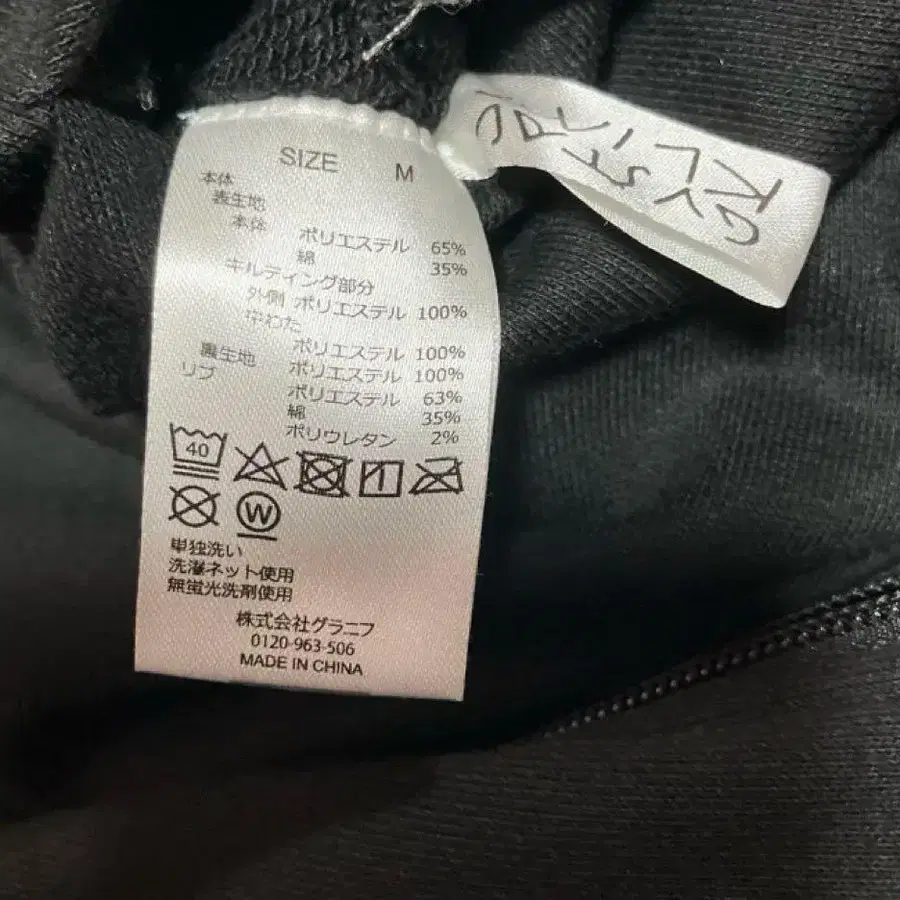 SIZE M
本体
表生地
本体 ポリエステル 65%
綿 35%
キルティング部分
外側 ポリエステル 100%
中わた
ポリエステル 100%
裏生地 ポリエステル 100%
リブ ポリエステル 63%
綿 35%
ポリウレタン 2%
40
W
単独洗い
洗濯ネット使用
無蛍光洗剤使用
株式会社グラニフ
0120-963-506
MADE IN CHINA